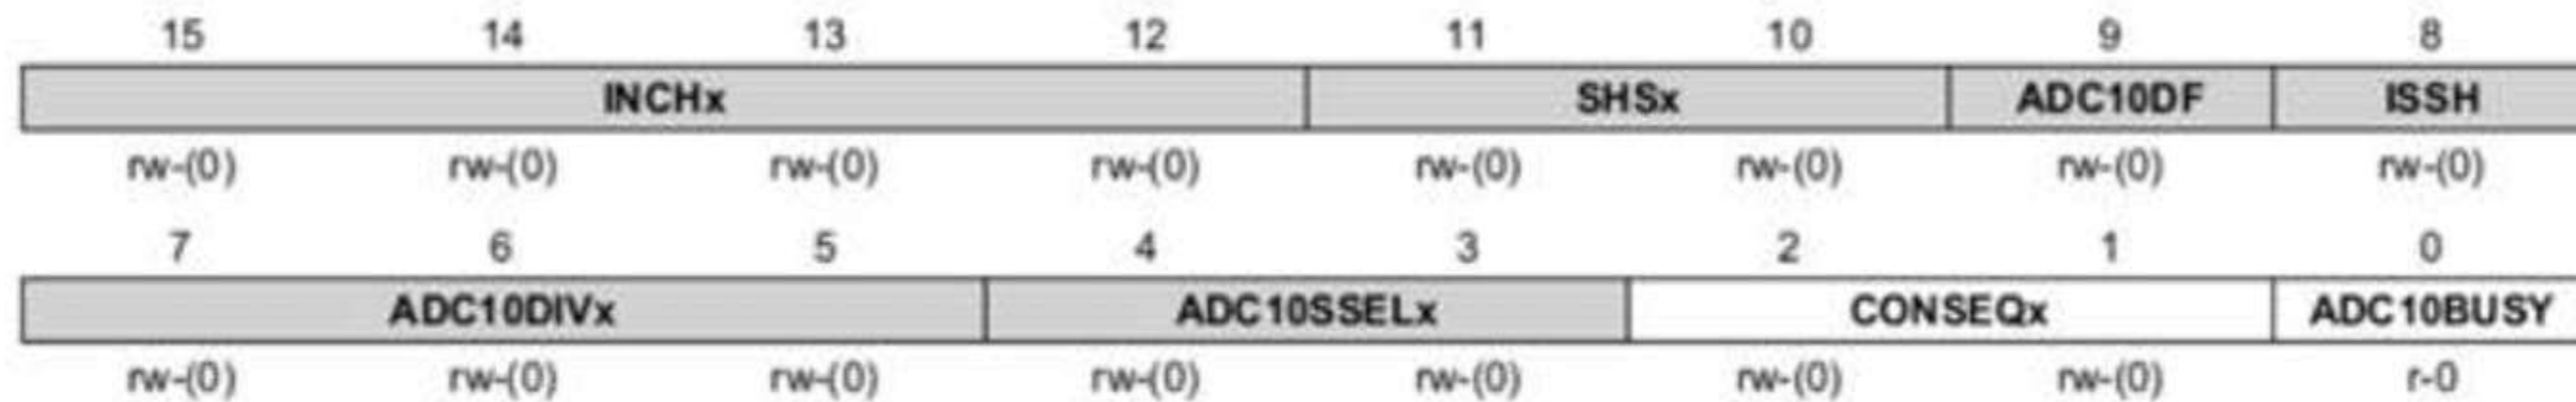 15 14 13 12 11 10 9 8
INCHx SHSx ADC10DF ISSH
rw-(0) rw-(0) rw-(0) rw-(0) rw-(0) rw-(0) rw-(0) rw-(0)
7 6 5 4 3 2 1 0
ADC10DIVx ADC10SSELx CONSEQx ADC10BUSY
rw-(0) rw-(0) rw-(0) rw-(0) rw-(0) rw-(0) rw-(0) r-0